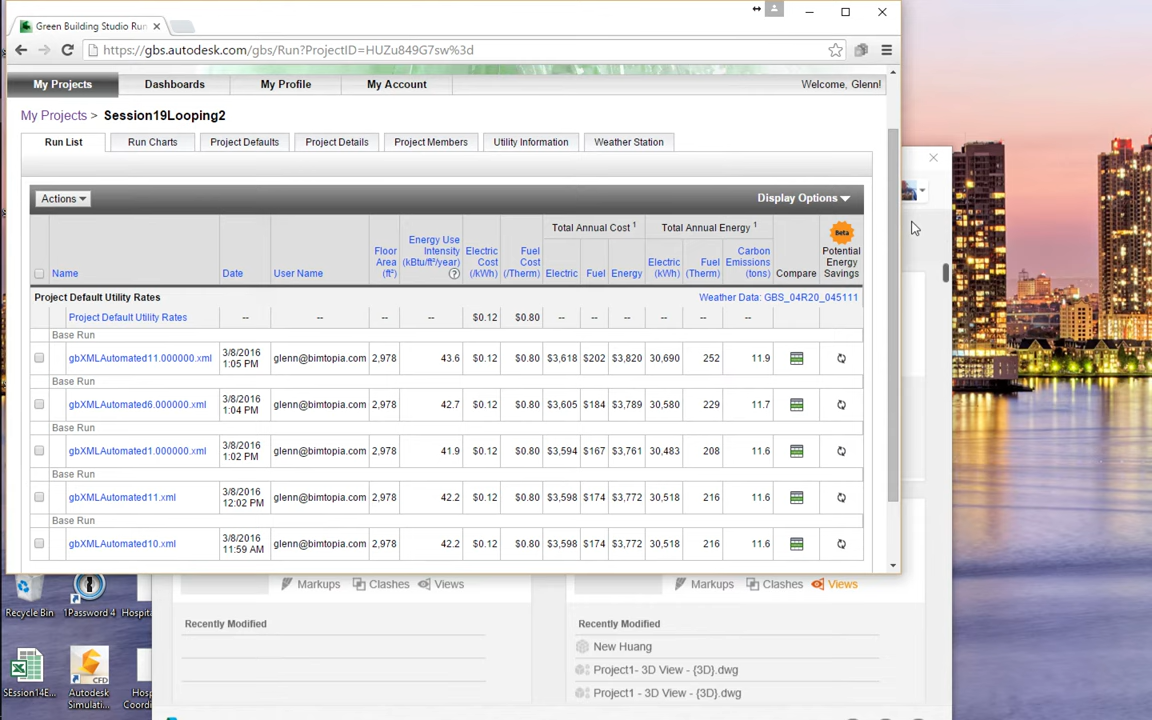 Green Building Studio Run
https://gbs.autodesk.com/gbs/Run?ProjectID=HUZu849G7sw%3d
My Projects Dashboards My Profile My Account Welcome, Glenn!
My Projects > Session19Looping2
Run List Run Charts Project Defaults Project Details Project Members Utility Information Weather Station
Actions Display Options
Total Annual Cost 1 Total Annual Energy 1 Beta
Name Date User Name Floor Area (ft²) Energy Use Intensity (kBtu/ft²/year) ? Electric Cost (/kWh) Fuel Cost (/Therm) Electric Fuel Energy Electric (kWh) Fuel (Therm) Carbon Emissions (tons) Compare Potential Energy Savings
Project Default Utility Rates Weather Data: GBS_04R20_045111
Project Default Utility Rates -- -- -- -- $0.12 $0.80 -- -- -- -- -- --
Base Run
gbXMLAutomated11.000000.xml 3/8/2016 1:05 PM glenn@bimtopia.com 2,978 43.6 $0.12 $0.80 $3,618 $202 $3,820 30,690 252 11.9
Base Run
gbXMLAutomated6.000000.xml 3/8/2016 1:04 PM glenn@bimtopia.com 2,978 42.7 $0.12 $0.80 $3,605 $184 $3,789 30,580 229 11.7
Base Run
gbXMLAutomated1.000000.xml 3/8/2016 1:02 PM glenn@bimtopia.com 2,978 41.9 $0.12 $0.80 $3,594 $167 $3,761 30,483 208 11.6
Base Run
gbXMLAutomated11.xml 3/8/2016 12:02 PM glenn@bimtopia.com 2,978 42.2 $0.12 $0.80 $3,598 $174 $3,772 30,518 216 11.6
Base Run
gbXMLAutomated10.xml 3/8/2016 11:59 AM glenn@bimtopia.com 2,978 42.2 $0.12 $0.80 $3,598 $174 $3,772 30,518 216 11.6
Markups Clashes Views Markups Clashes Views
Recycle Bin 1Password 4 Hospita
Recently Modified Recently Modified
New Huang
Project1- 3D View - {3D}.dwg
Project1 - 3D View - {3D}.dwg
SEssion14E... Autodesk Simulati... Hosp Coordi
CFD